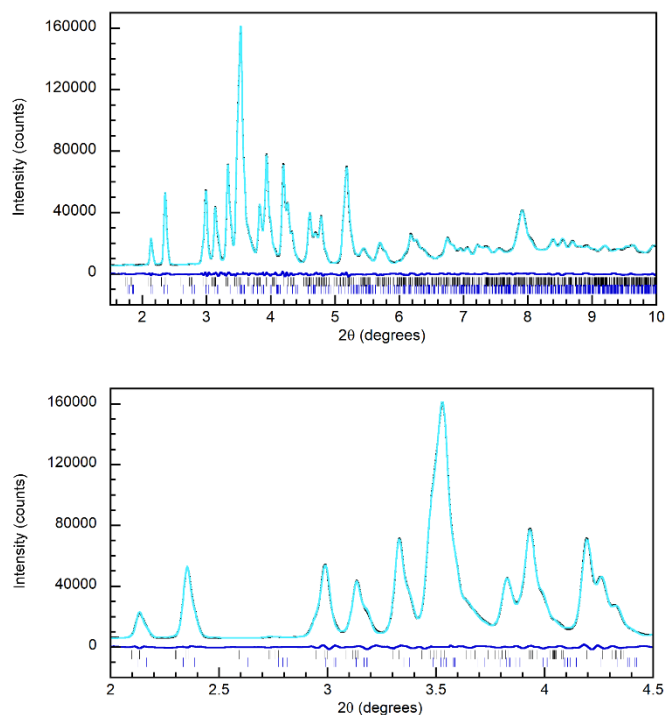 160000
120000
80000
40000
0
Intensity (counts)
2 3 4 5 6 7 8 9 10
2θ (degrees)
160000
120000
80000
40000
0
Intensity (counts)
2 2.5 3 3.5 4 4.5
2θ (degrees)